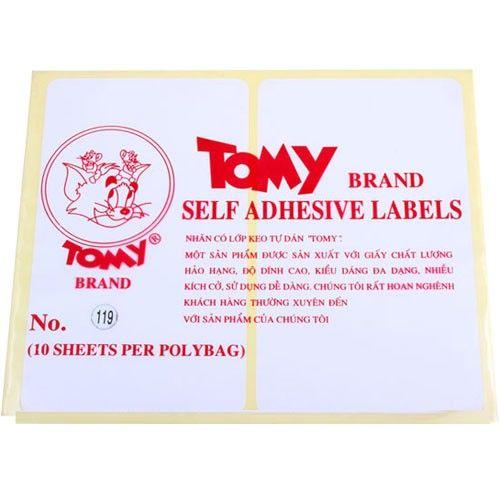 TOMY BRAND
SELF ADHESIVE LABELS
NHÃN CÓ LỚP KEO TỰ DÁN "TOMY".
MỘT SẢN PHẨM ĐƯỢC SẢN XUẤT VỚI GIẤY CHẤT LƯỢNG
HẢO HẠNG, ĐỘ DÍNH CAO, KIỂU DÁNG ĐA DẠNG, NHIỀU
KÍCH CỞ, SỬ DỤNG DỄ DÀNG. CHÚNG TÔI RẤT HOAN NGHÊNH
KHÁCH HÀNG THƯỜNG XUYÊN ĐẾN
VỚI SẢN PHẨM CỦA CHÚNG TÔI
TOMY®
BRAND
No. 119
(10 SHEETS PER POLYBAG)